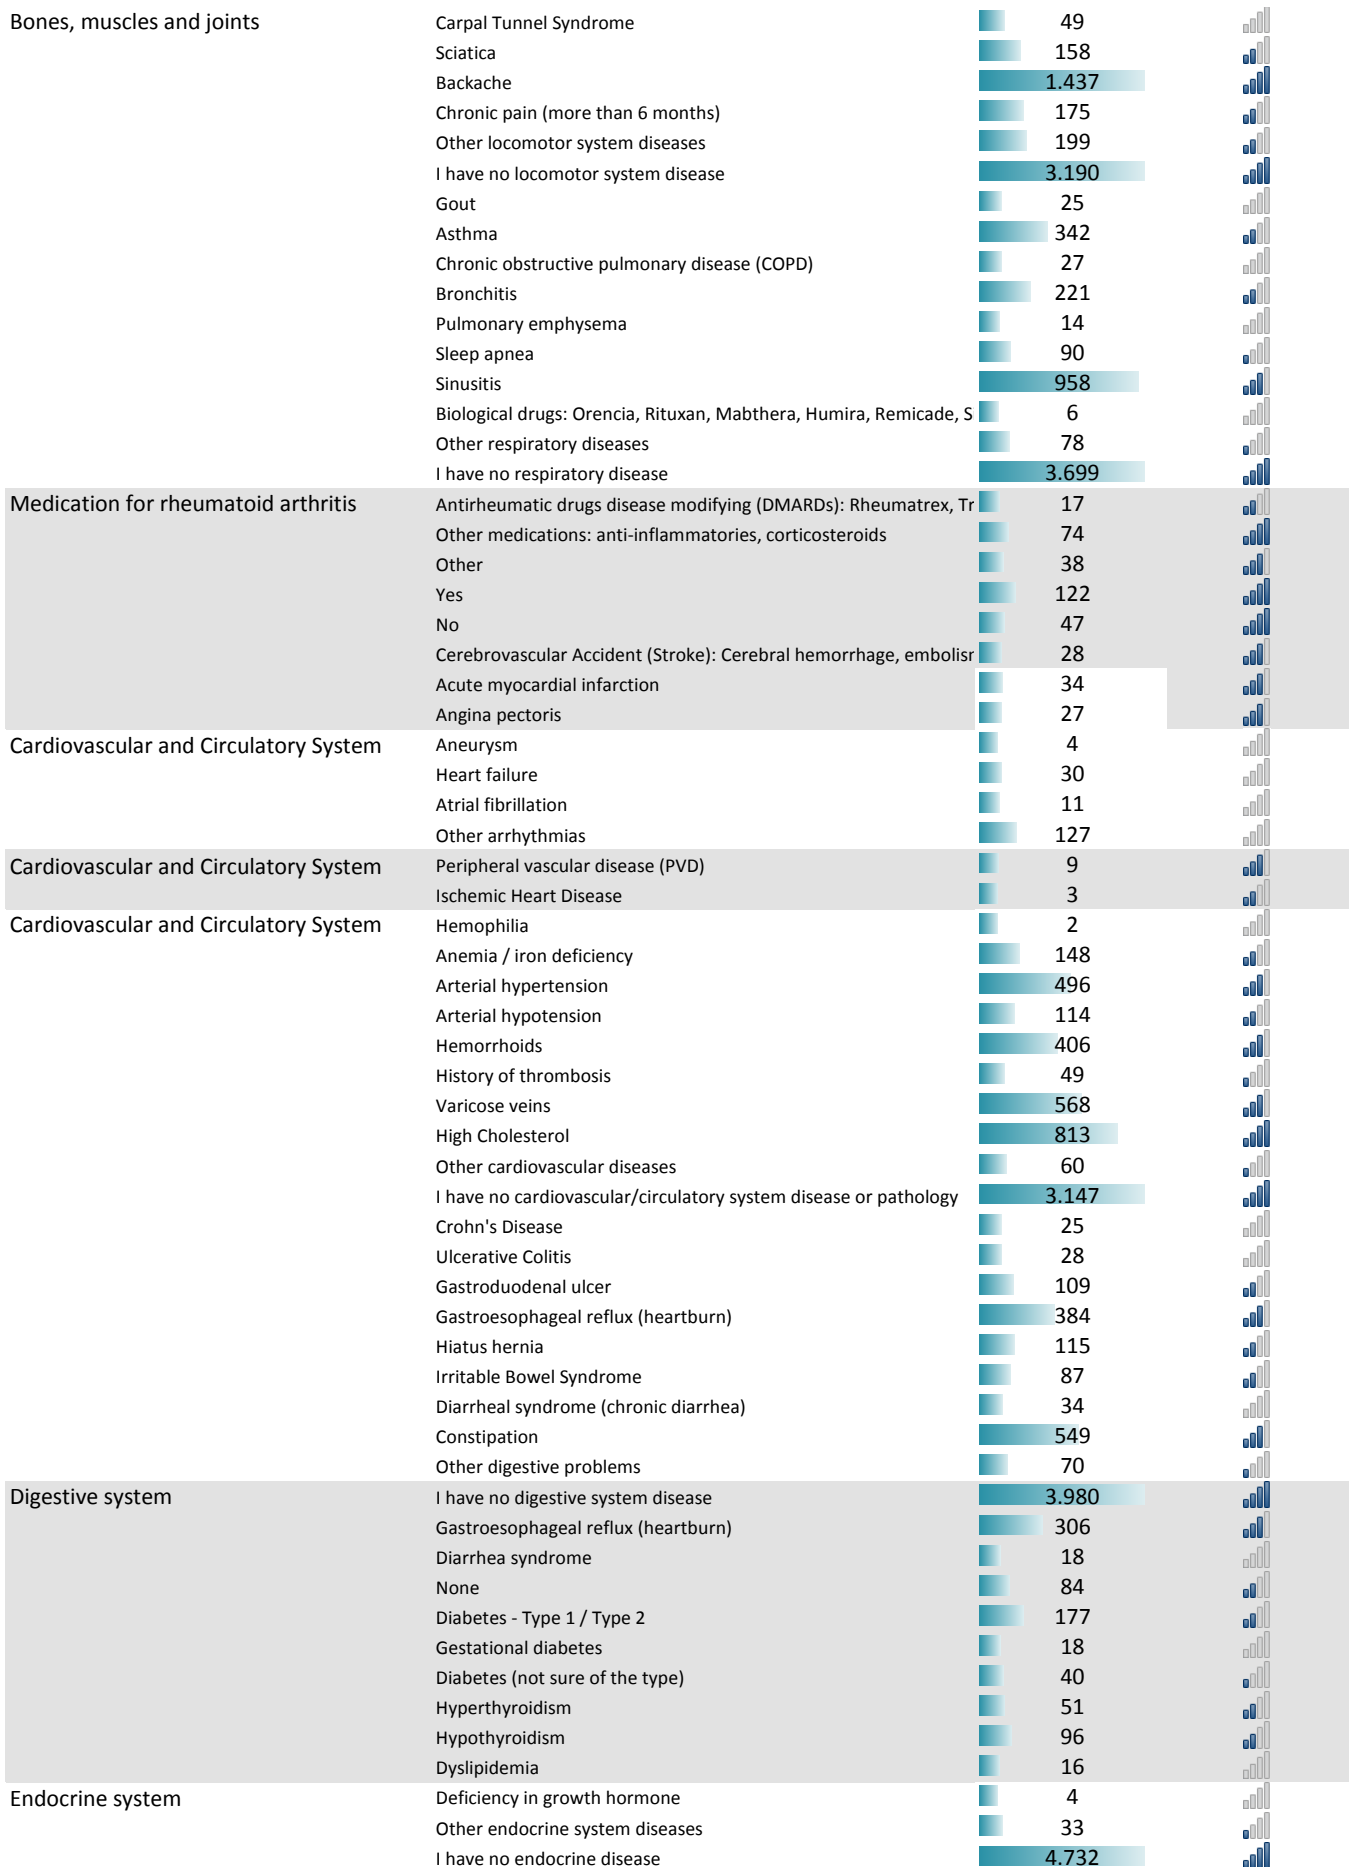 Bones, muscles and joints Carpal Tunnel Syndrome 49
Sciatica 158
Backache 1.437
Chronic pain (more than 6 months) 175
Other locomotor system diseases 199
I have no locomotor system disease 3.190
Gout 25
Asthma 342
Chronic obstructive pulmonary disease (COPD) 27
Bronchitis 221
Pulmonary emphysema 14
Sleep apnea 90
Sinusitis 958
Biological drugs: Orencia, Rituxan, Mabthera, Humira, Remicade, S 6
Other respiratory diseases 78
I have no respiratory disease 3.699
Medication for rheumatoid arthritis Antirheumatic drugs disease modifying (DMARDs): Rheumatrex, Tr 17
Other medications: anti-inflammatories, corticosteroids 74
Other 38
Yes 122
No 47
Cerebrovascular Accident (Stroke): Cerebral hemorrhage, embolisr 28
Acute myocardial infarction 34
Angina pectoris 27
Cardiovascular and Circulatory System Aneurysm 4
Heart failure 30
Atrial fibrillation 11
Other arrhythmias 127
Cardiovascular and Circulatory System Peripheral vascular disease (PVD) 9
Ischemic Heart Disease 3
Cardiovascular and Circulatory System Hemophilia 2
Anemia / iron deficiency 148
Arterial hypertension 496
Arterial hypotension 114
Hemorrhoids 406
History of thrombosis 49
Varicose veins 568
High Cholesterol 813
Other cardiovascular diseases 60
I have no cardiovascular/circulatory system disease or pathology 3.147
Crohn's Disease 25
Ulcerative Colitis 28
Gastroduodenal ulcer 109
Gastroesophageal reflux (heartburn) 384
Hiatus hernia 115
Irritable Bowel Syndrome 87
Diarrheal syndrome (chronic diarrhea) 34
Constipation 549
Other digestive problems 70
Digestive system I have no digestive system disease 3.980
Gastroesophageal reflux (heartburn) 306
Diarrhea syndrome 18
None 84
Diabetes - Type 1 / Type 2 177
Gestational diabetes 18
Diabetes (not sure of the type) 40
Hyperthyroidism 51
Hypothyroidism 96
Dyslipidemia 16
Endocrine system Deficiency in growth hormone 4
Other endocrine system diseases 33
I have no endocrine disease 4.732